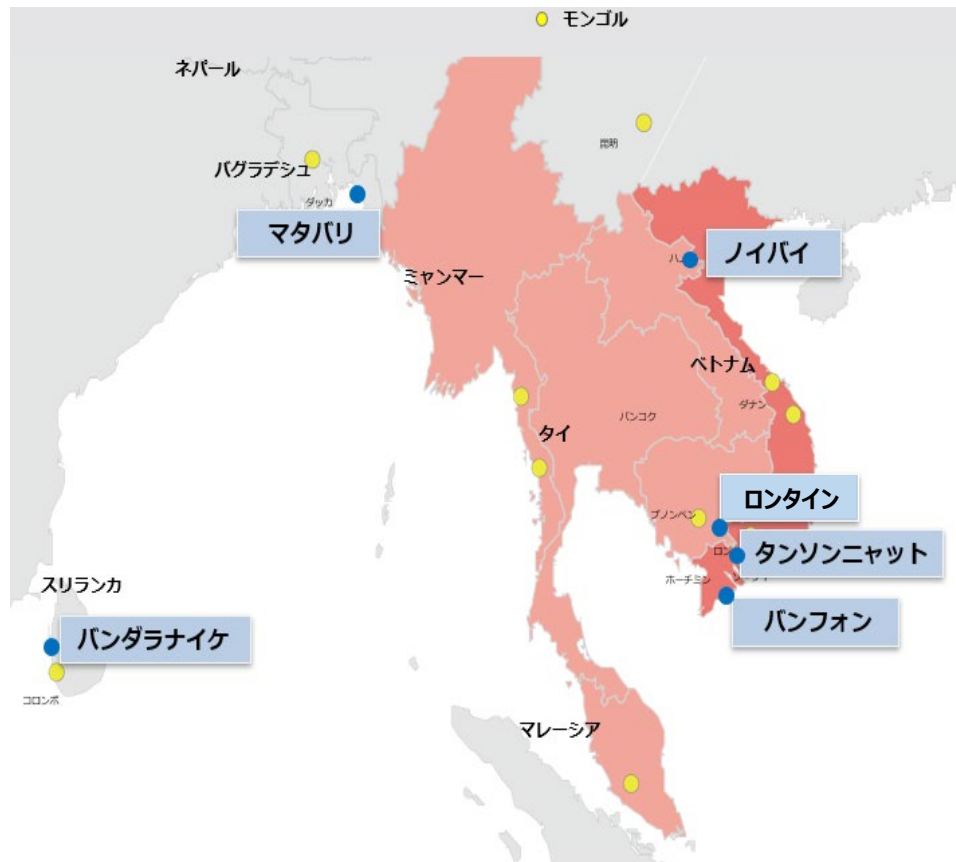 モンゴル
ネパール
昆明
バグラデシュ
ダッカ
マタバリ
ノイバイ
ミャンマー
ベトナム
ダナン
バンコク
タイ
ロンタイン
プノンペン
タンソンニャット
ホーチミン
スリランカ
バンフォン
バンダラナイケ
コロンボ
マレーシア